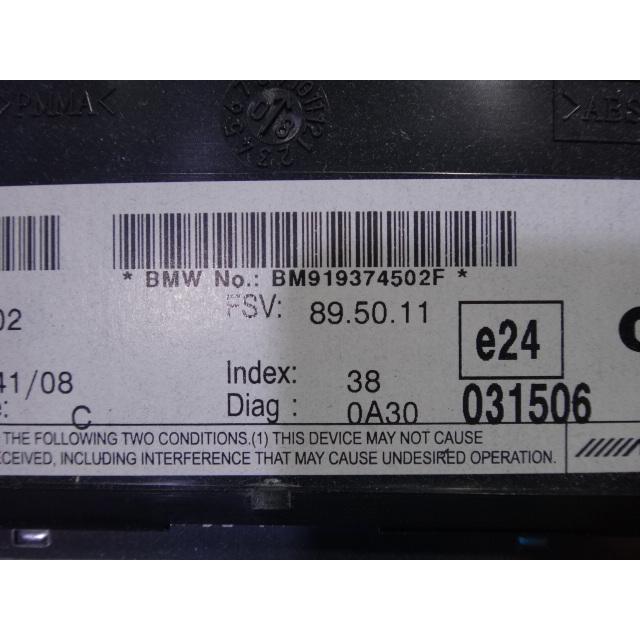 >PMMA<
>ABS
* BMW No.: BM919374502F *
02
FSV: 89.50.11
e24
41/08
Index: 38
e: C
Diag : 0A30
031506
THE FOLLOWING TWO CONDITIONS.(1) THIS DEVICE MAY NOT CAUSE
ECEIVED, INCLUDING INTERFERENCE THAT MAY CAUSE UNDESIRED OPERATION.